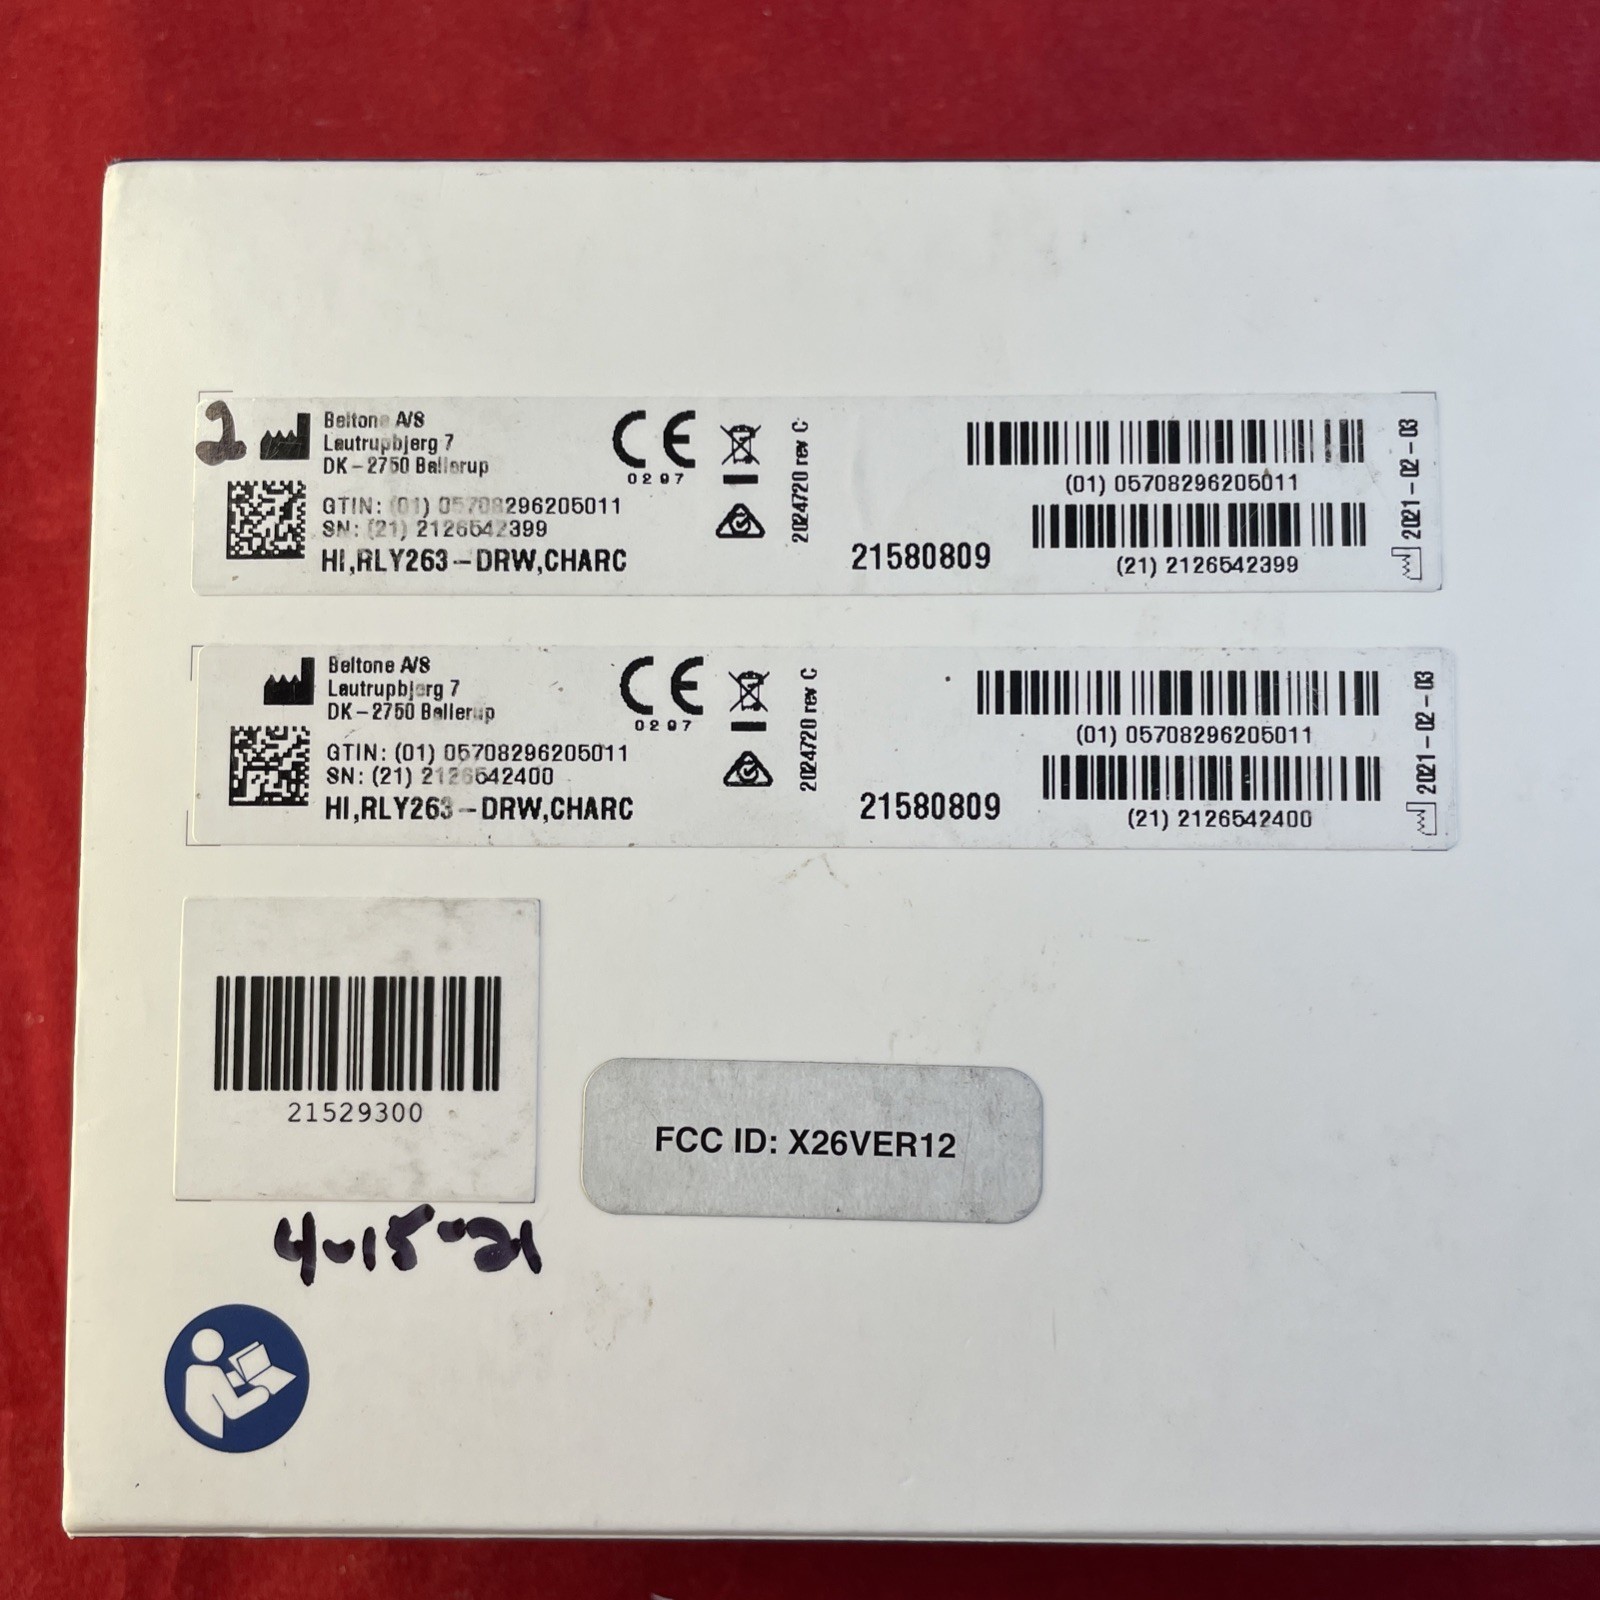 2
Beltone A/S
Lautrupbjerg 7
DK-2750 Ballerup
GTIN: (01) 05708296205011
SN: (21) 2126542399
HI,RLY263-DRW,CHARC
CE
0297
2024720 rev C
21580809
(01) 05708296205011
(21) 2126542399
2021-02-03
Beltone A/S
Lautrupbjerg 7
DK-2750 Ballerup
GTIN: (01) 05708296205011
SN: (21) 2126542400
HI,RLY263-DRW,CHARC
CE
0297
2024720 rev C
21580809
(01) 05708296205011
(21) 2126542400
2021-02-03
21529300
FCC ID: X26VER12
4-15-21